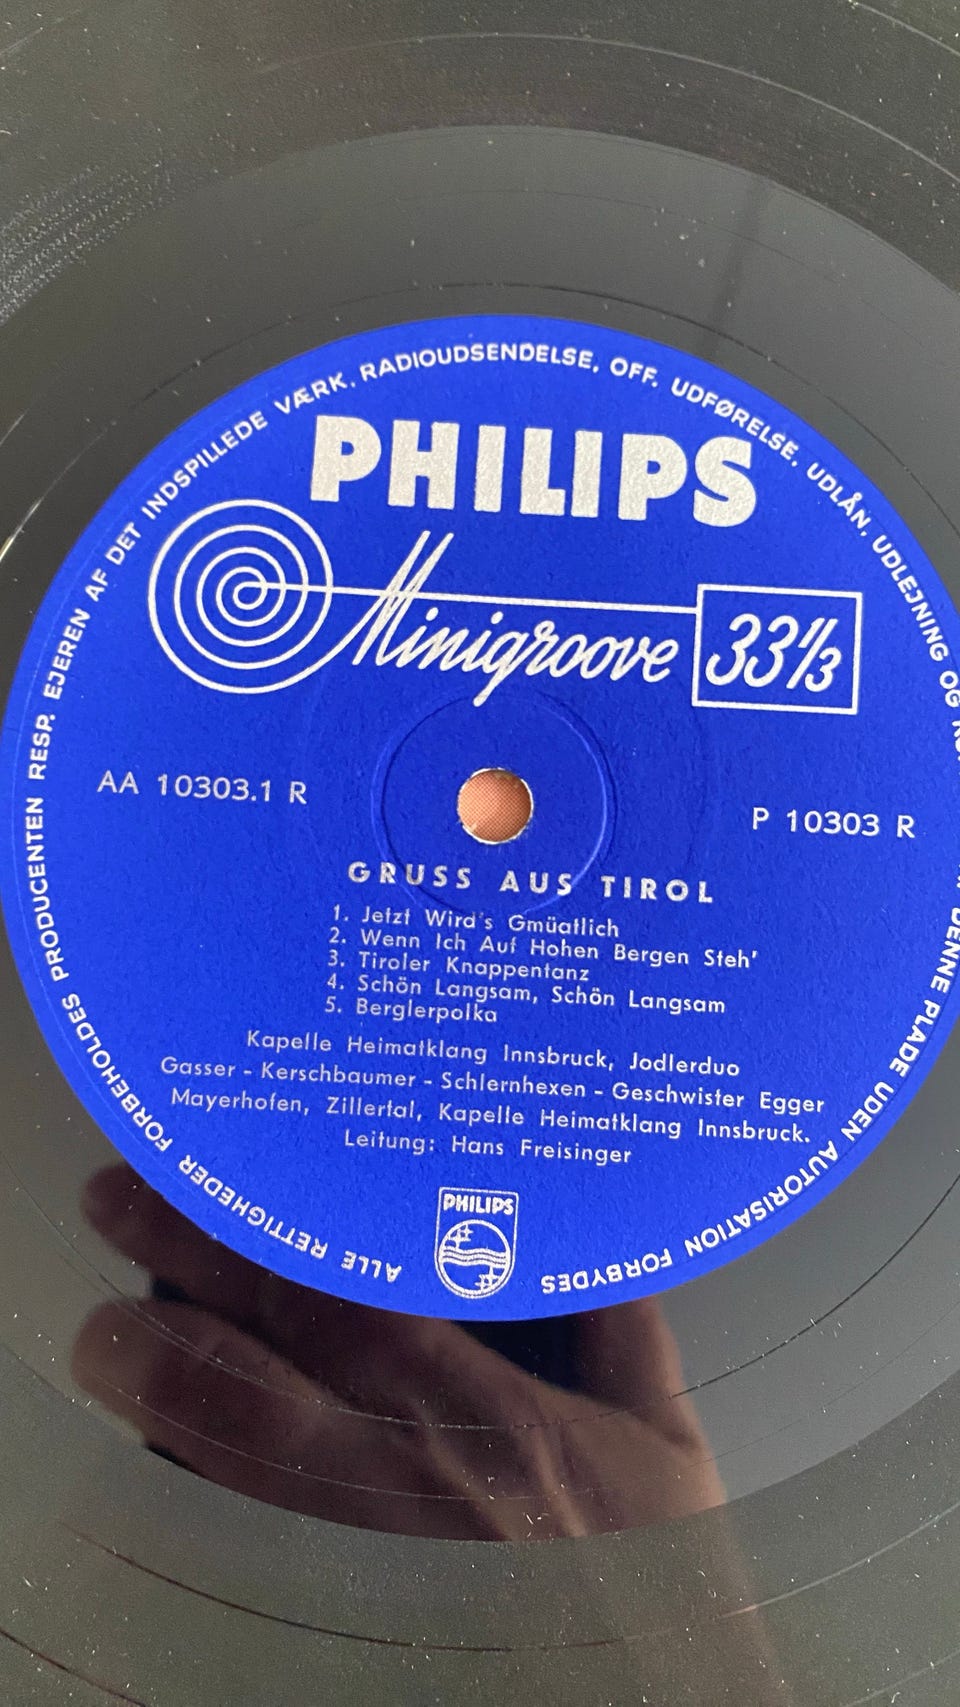 ALLE RETTIGHEDER FORBEHOLDES PRODUCENTEN RESP. EJEREN AF DET INDSPILLEDE VÆRK. RADIOUDSENDELSE, OFF. UDFØRELSE, UDLÅN, UDLEJNING OG
DENNE PLADE UDEN AUTORISATION FORBYDES
PHILIPS
Minigroove 33 1/3
AA 10303.1 R
P 10303 R
GRUSS AUS TIROL
1. Jetzt Wird's Gmüatlich
2. Wenn Ich Auf Hohen Bergen Steh'
3. Tiroler Knappentanz
4. Schön Langsam, Schön Langsam
5. Berglerpolka
Kapelle Heimatklang Innsbruck, Jodlerduo
Gasser - Kerschbaumer - Schlernhexen - Geschwister Egger
Mayerhofen, Zillertal, Kapelle Heimatklang Innsbruck.
Leitung: Hans Freisinger
PHILIPS